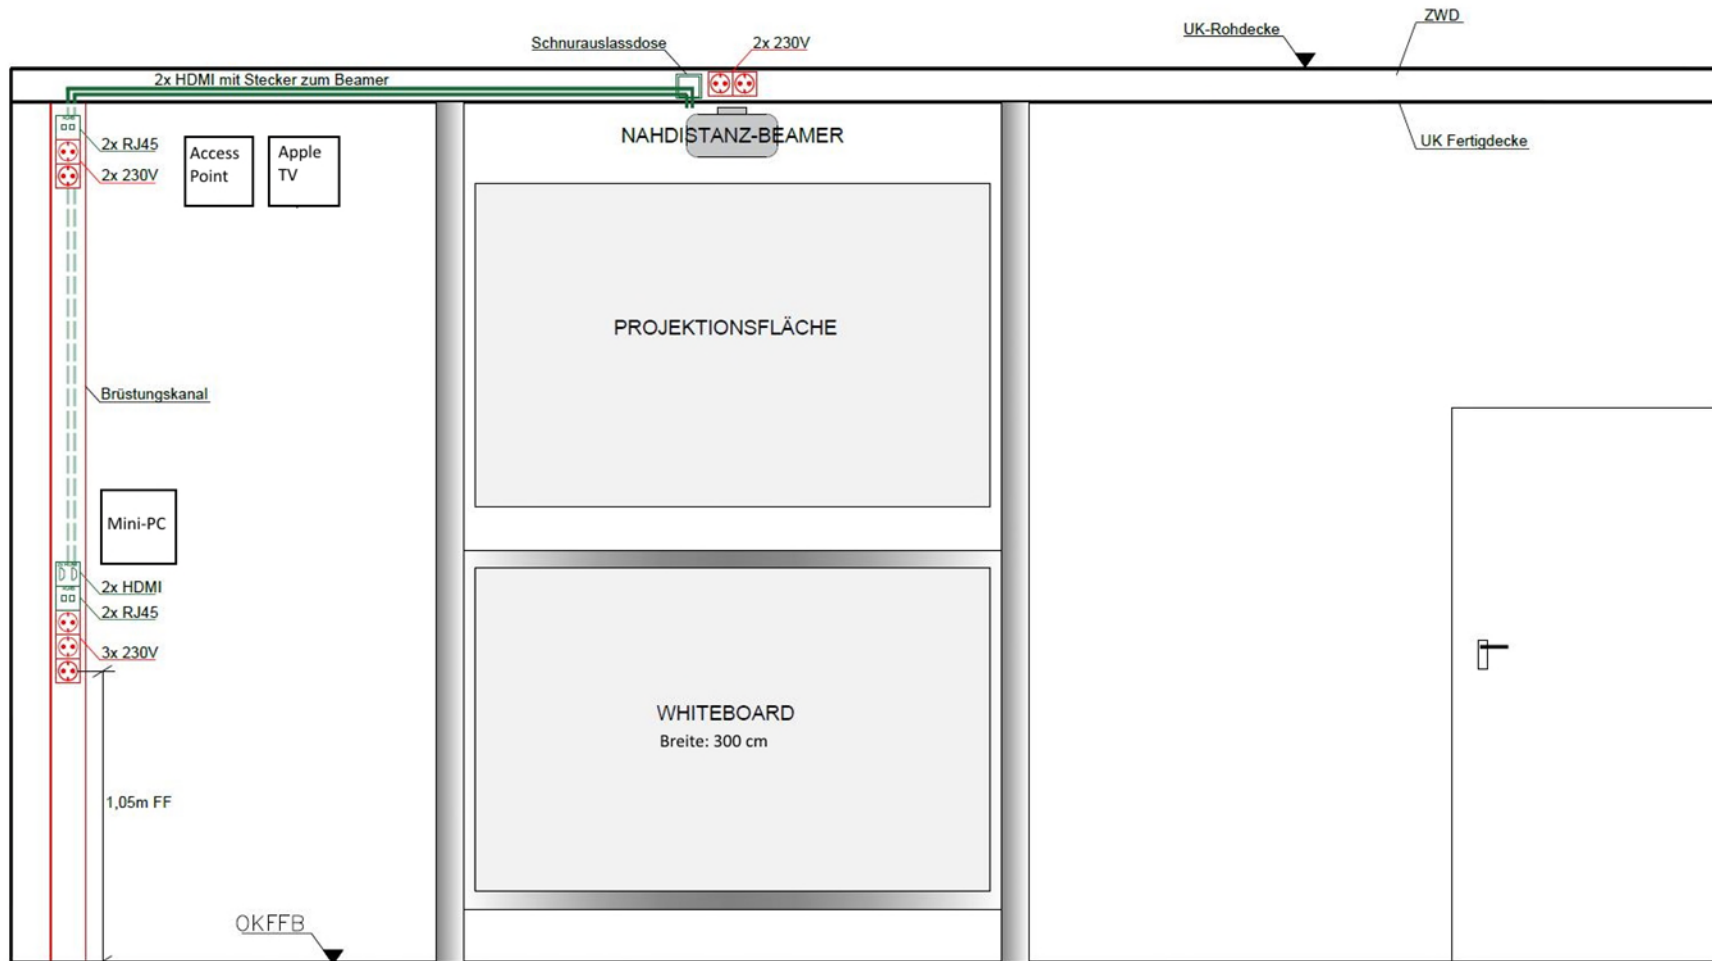 ZWD
UK-Rohdecke
Schnurauslassdose
2x 230V
2x HDMI mit Stecker zum Beamer
NAHDISTANZ-BEAMER
UK Fertigdecke
2x RJ45
2x 230V
Access
Point
Apple
TV
PROJEKTIONSFLÄCHE
Brüstungskanal
Mini-PC
2x HDMI
2x RJ45
3x 230V
WHITEBOARD
Breite: 300 cm
1,05m FF
OKFFB